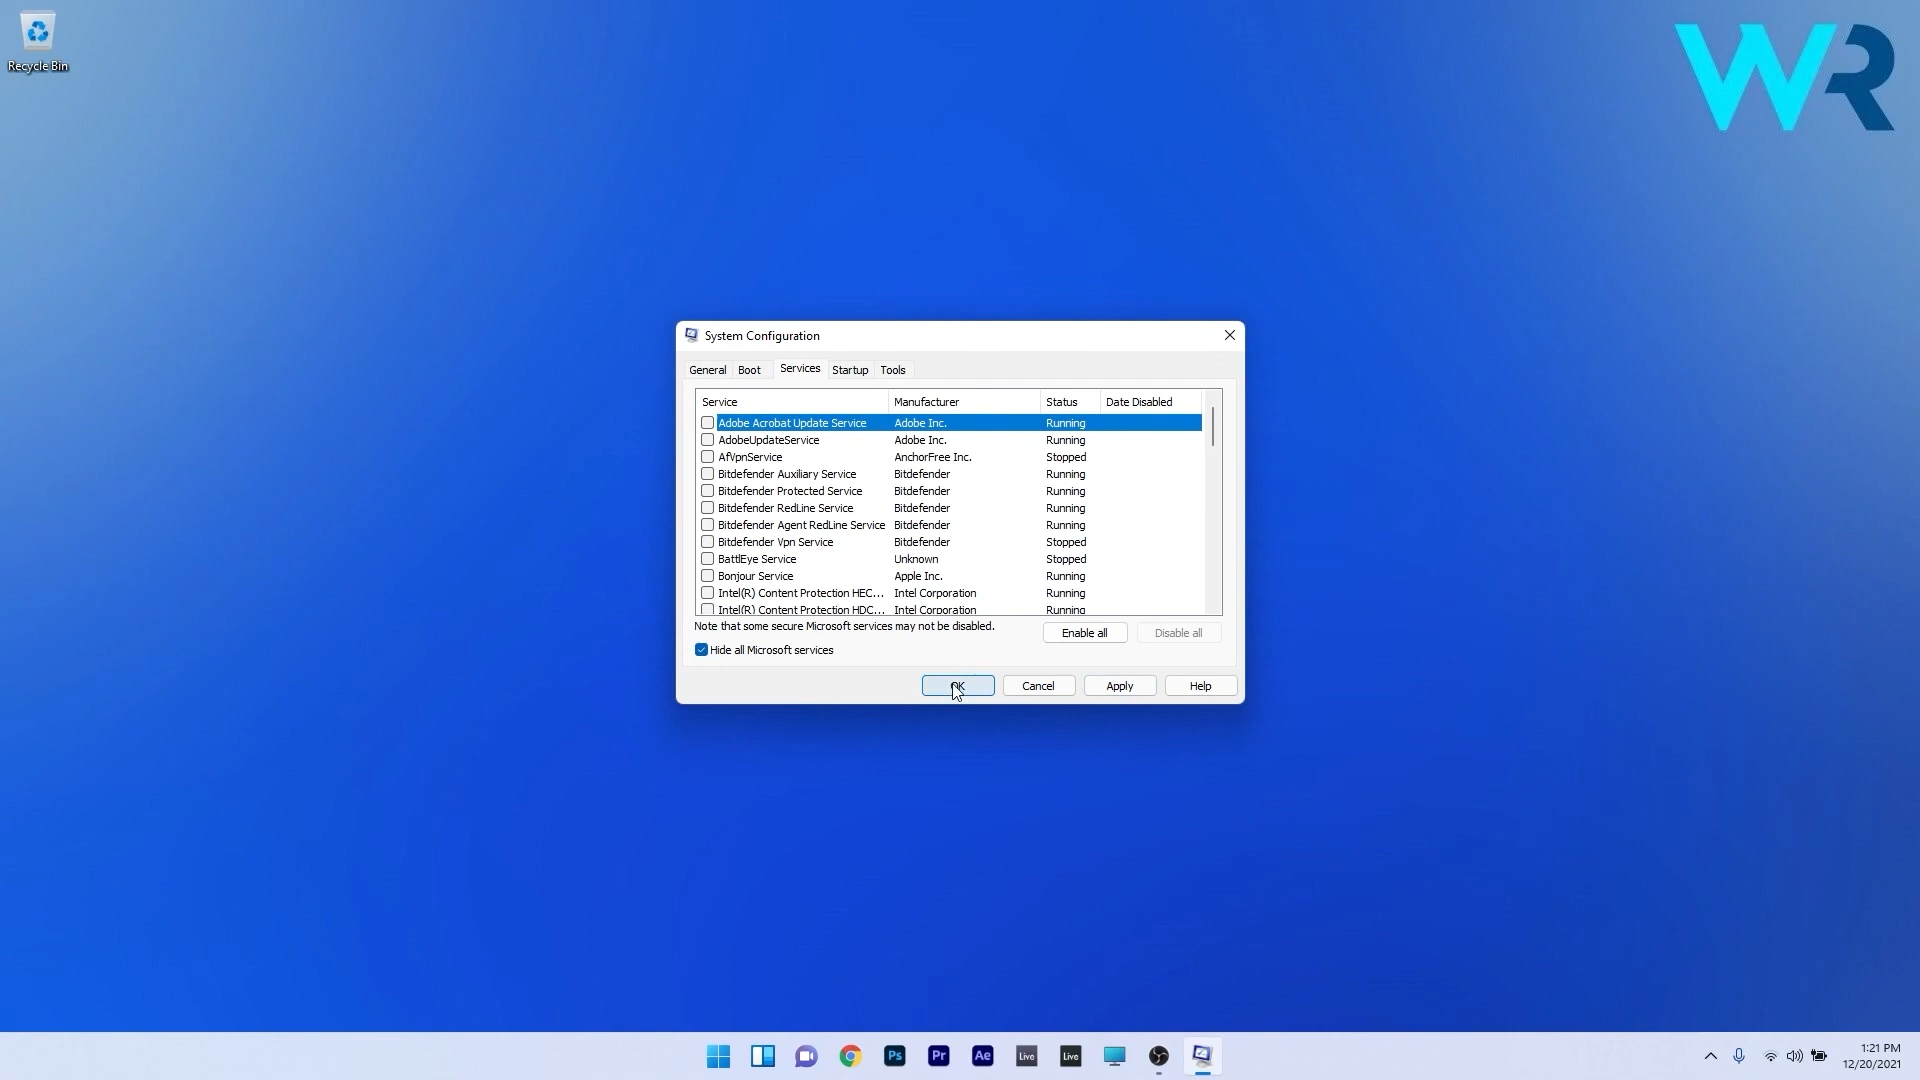 Recycle Bin
WR
System Configuration
General Boot Services Startup Tools
Service Manufacturer Status Date Disabled
Adobe Acrobat Update Service Adobe Inc. Running
AdobeUpdateService Adobe Inc. Running
AfVpnService AnchorFree Inc. Stopped
Bitdefender Auxiliary Service Bitdefender Running
Bitdefender Protected Service Bitdefender Running
Bitdefender RedLine Service Bitdefender Running
Bitdefender Agent RedLine Service Bitdefender Running
Bitdefender Vpn Service Bitdefender Stopped
BattlEye Service Unknown Stopped
Bonjour Service Apple Inc. Running
Intel(R) Content Protection HEC... Intel Corporation Running
Intel(R) Content Protection HDC... Intel Corporation Running
Note that some secure Microsoft services may not be disabled.
Enable all Disable all
Hide all Microsoft services
OK Cancel Apply Help
Ps Pr Ae Live Live
1:21 PM
12/20/2021